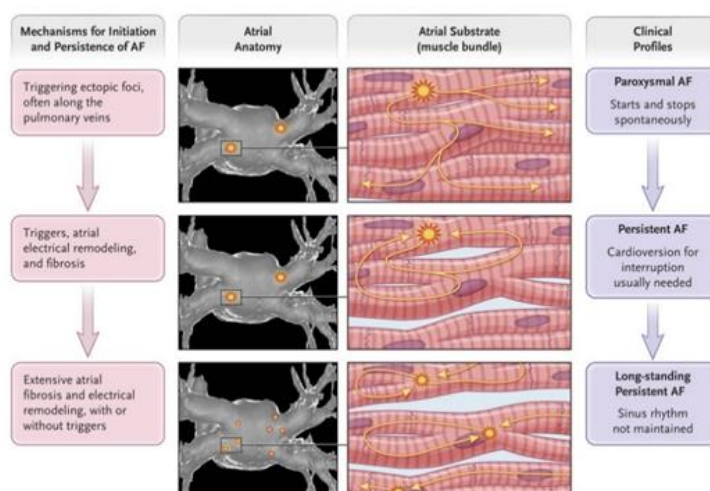 Mechanisms for Initiation
and Persistence of AF
Atrial
Anatomy
Atrial Substrate
(muscle bundle)
Clinical
Profiles
Triggering ectopic foci,
often along the
pulmonary veins
Paroxysmal AF
Starts and stops
spontaneously
Triggers, atrial
electrical remodeling,
and fibrosis
Persistent AF
Cardioversion for
interruption
usually needed
Extensive atrial
fibrosis and electrical
remodeling, with or
without triggers
Long-standing
Persistent AF
Sinus rhythm
not maintained